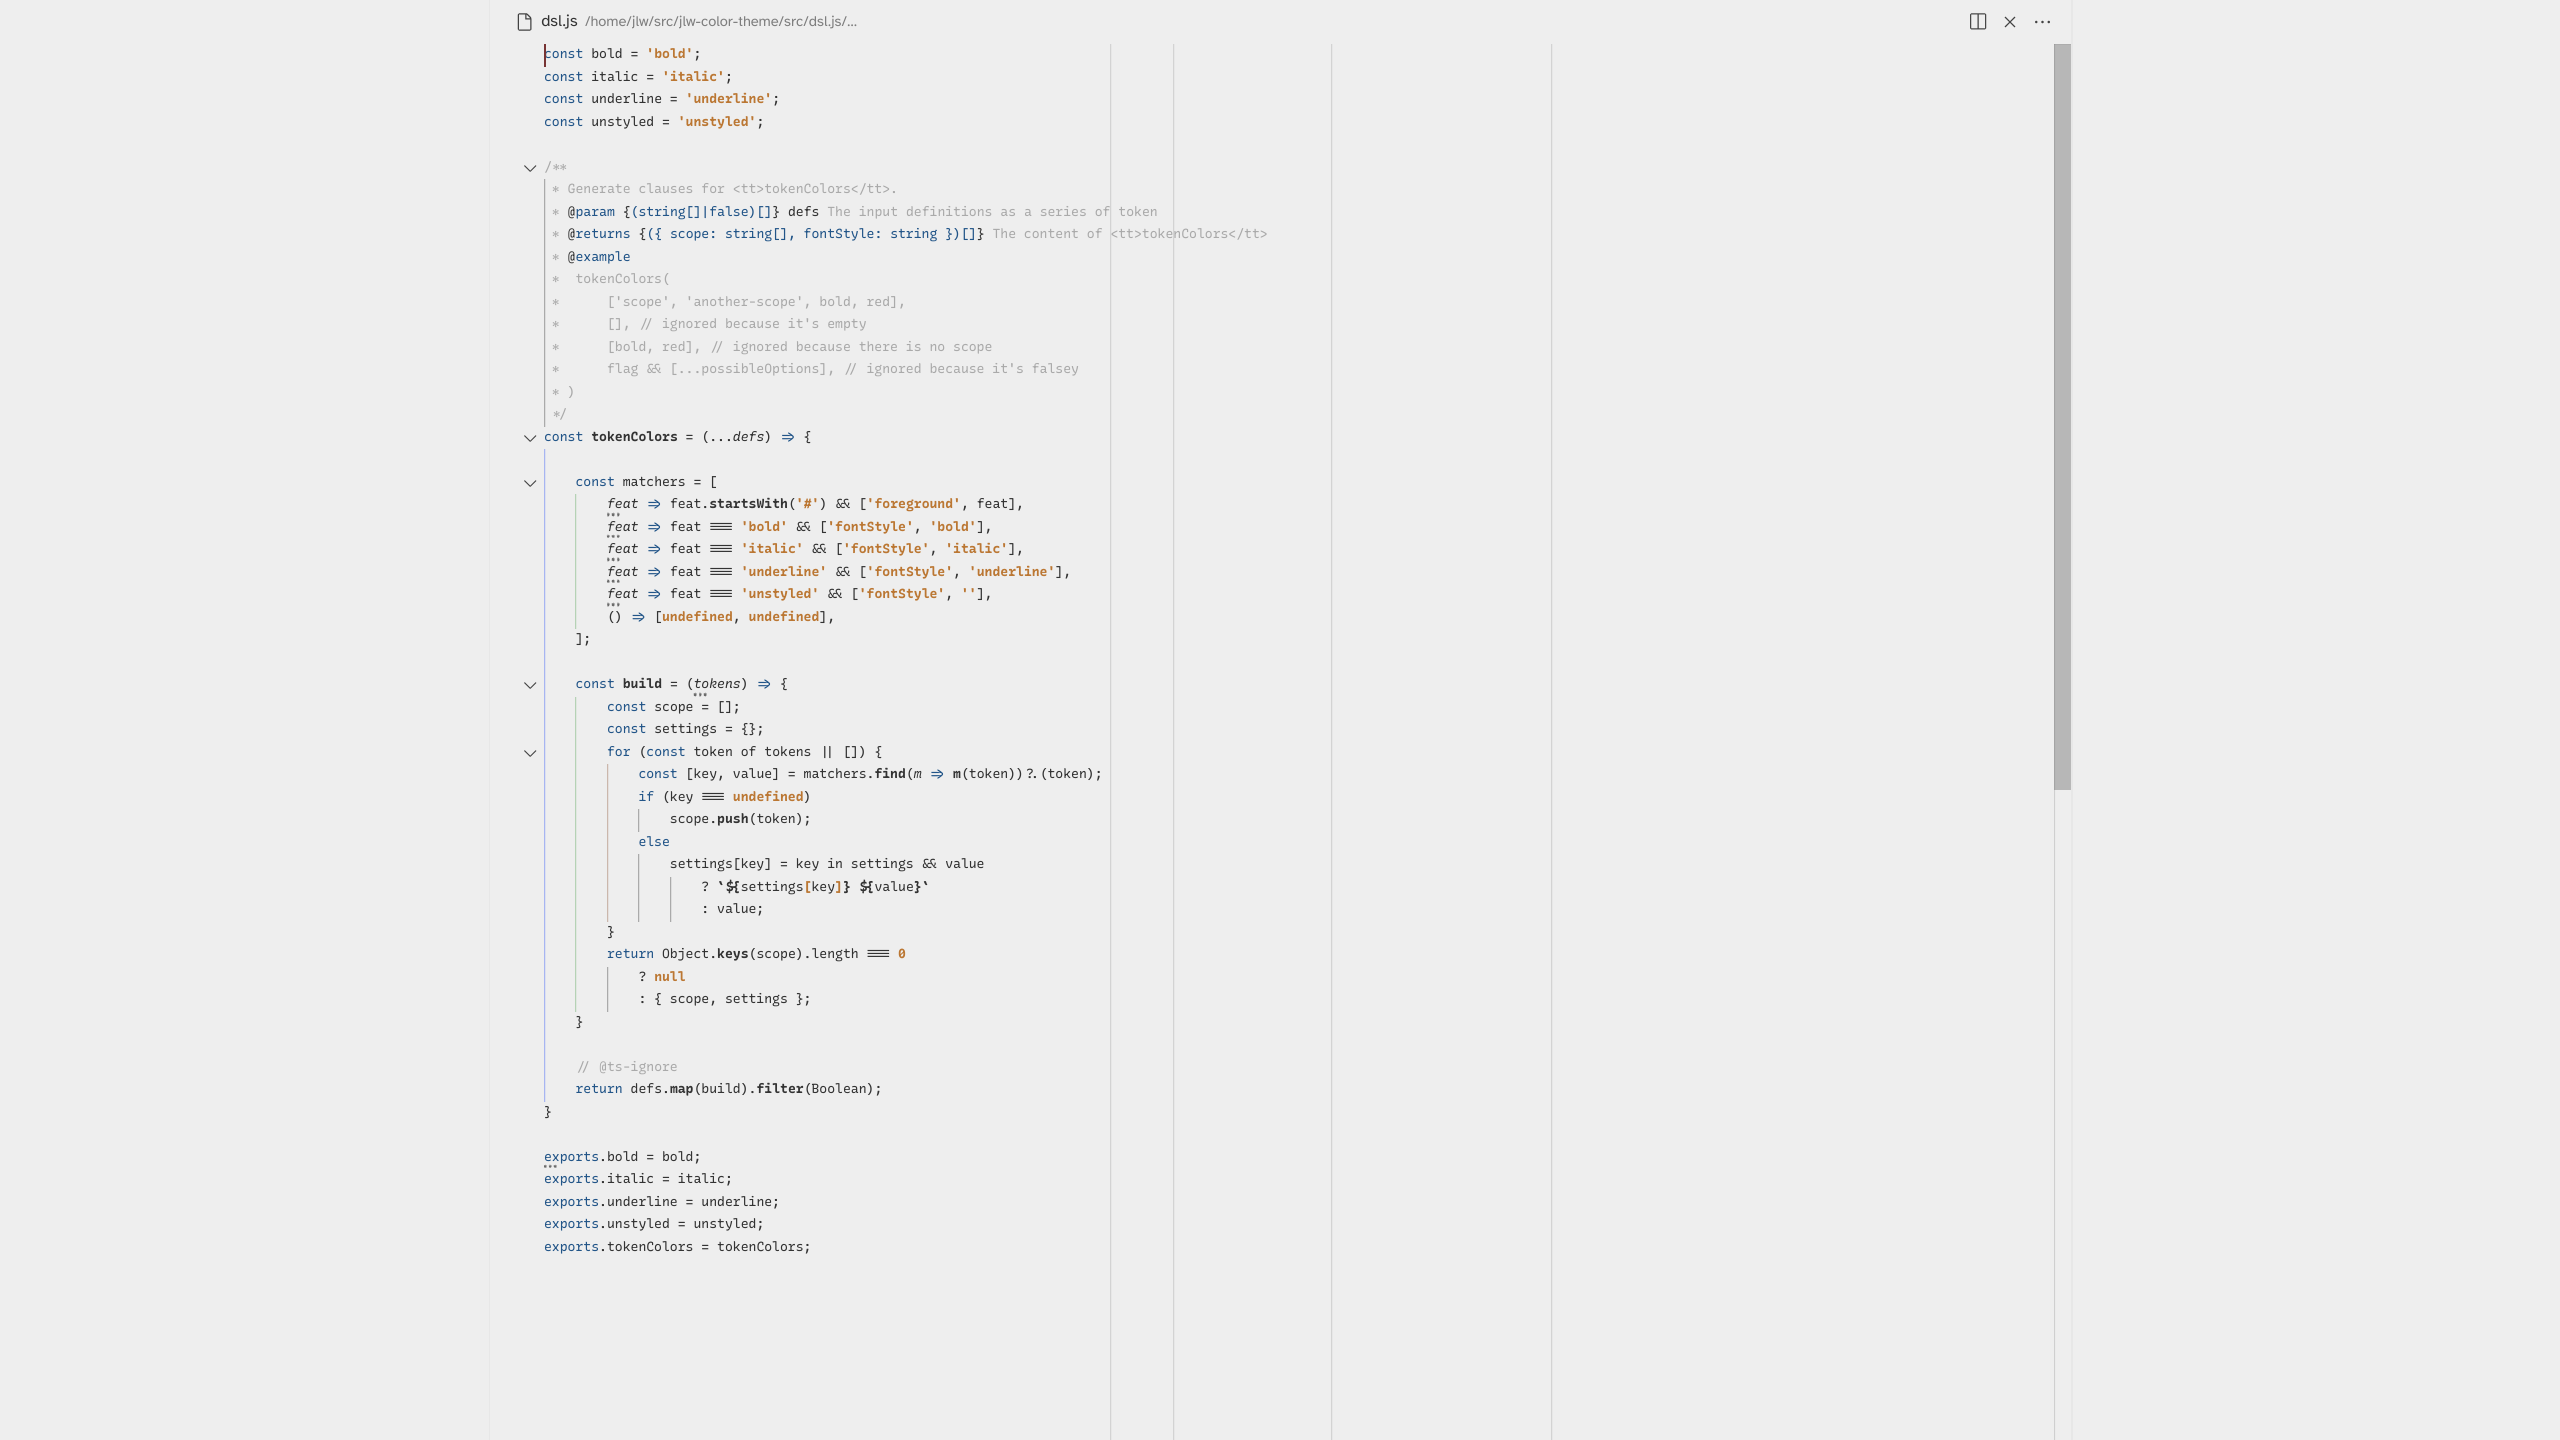 dsl.js /home/jlw/src/jlw-color-theme/src/dsl.js/...
const bold = 'bold';
const italic = 'italic';
const underline = 'underline';
const unstyled = 'unstyled';
/**
 * Generate clauses for <tt>tokenColors</tt>.
 * @param {(string[]|false)[]} defs The input definitions as a series of token
 * @returns {({ scope: string[], fontStyle: string })[]} The content of <tt>tokenColors</tt>
 * @example
 *  tokenColors(
 *      ['scope', 'another-scope', bold, red],
 *      [], // ignored because it's empty
 *      [bold, red], // ignored because there is no scope
 *      flag && [...possibleOptions], // ignored because it's falsey
 * )
 */
const tokenColors = (...defs) => {
    const matchers = [
        feat => feat.startsWith('#') && ['foreground', feat],
        feat => feat === 'bold' && ['fontStyle', 'bold'],
        feat => feat === 'italic' && ['fontStyle', 'italic'],
        feat => feat === 'underline' && ['fontStyle', 'underline'],
        feat => feat === 'unstyled' && ['fontStyle', ''],
        () => [undefined, undefined],
    ];
    const build = (tokens) => {
        const scope = [];
        const settings = {};
        for (const token of tokens || []) {
            const [key, value] = matchers.find(m => m(token))?.(token);
            if (key === undefined)
                scope.push(token);
            else
                settings[key] = key in settings && value
                    ? `${settings[key]} ${value}`
                    : value;
        }
        return Object.keys(scope).length === 0
            ? null
            : { scope, settings };
    }
    // @ts-ignore
    return defs.map(build).filter(Boolean);
}
exports.bold = bold;
exports.italic = italic;
exports.underline = underline;
exports.unstyled = unstyled;
exports.tokenColors = tokenColors;